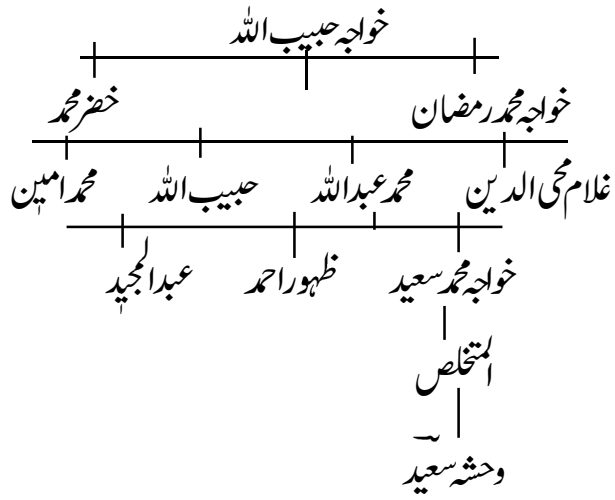 خواجہ حبیب اللہ
خواجہ محمد رمضان خضر محمد
غلام محی الدین محمد عبداللہ حبیب اللہ محمد امین
خواجہ محمد سعید ظہور احمد عبدالمجید
المتخلص
وحشیؔ سعید